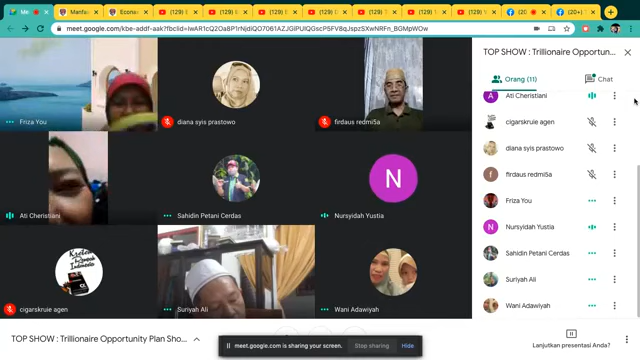 Me
Manfa
Econo
(129)
(129)
(129)
(129)
(129)
(129)
(20+)
(20+)
meet.google.com/kbe-addf-aak?fbclid=
TOP SHOW: Trillionaire Opportuni...
Orang (11)
Chat
Friza You
diana syis prastowo
firdaus redmi5a
Ati Cheristiani
Sahidin Petani Cerdas
N
Nursyidah Yustia
cigarskruie agen
Suriyah Ali
Wani Adawiyah
A
Ati Cheristiani
cigarskruie agen
diana syis prastowo
f
firdaus redmi5a
Friza You
N
Nursyidah Yustia
Sahidin Petani Cerdas
Suriyah Ali
Wani Adawiyah
TOP SHOW: Trillionaire Opportunity Plan Sho...
meet.google.com is sharing your screen.
Stop sharing
Hide
Lanjutkan presentasi Anda?